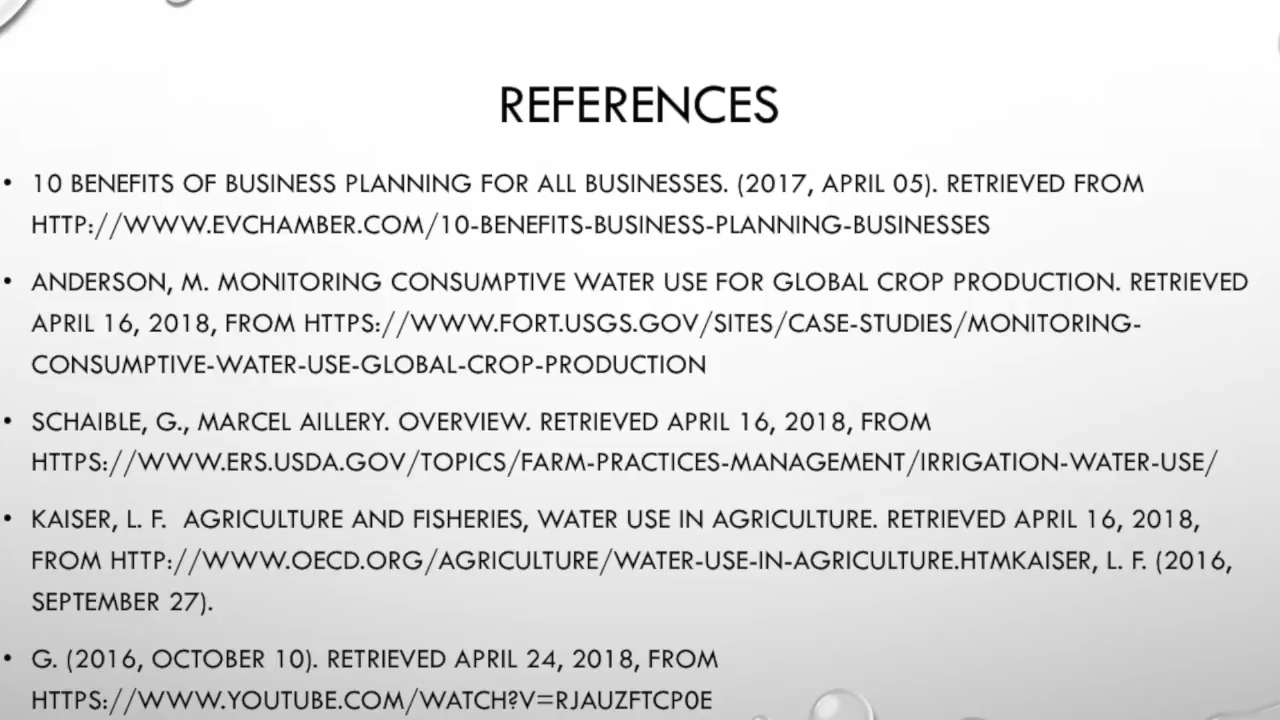 REFERENCES
• 10 BENEFITS OF BUSINESS PLANNING FOR ALL BUSINESSES. (2017, APRIL 05). RETRIEVED FROM
HTTP://WWW.EVCHAMBER.COM/10-BENEFITS-BUSINESS-PLANNING-BUSINESSES
• ANDERSON, M. MONITORING CONSUMPTIVE WATER USE FOR GLOBAL CROP PRODUCTION. RETRIEVED
APRIL 16, 2018, FROM HTTPS://WWW.FORT.USGS.GOV/SITES/CASE-STUDIES/MONITORING-
CONSUMPTIVE-WATER-USE-GLOBAL-CROP-PRODUCTION
• SCHAIBLE, G., MARCEL AILLERY. OVERVIEW. RETRIEVED APRIL 16, 2018, FROM
HTTPS://WWW.ERS.USDA.GOV/TOPICS/FARM-PRACTICES-MANAGEMENT/IRRIGATION-WATER-USE/
• KAISER, L. F.  AGRICULTURE AND FISHERIES, WATER USE IN AGRICULTURE. RETRIEVED APRIL 16, 2018,
FROM HTTP://WWW.OECD.ORG/AGRICULTURE/WATER-USE-IN-AGRICULTURE.HTMKAISER, L. F. (2016,
SEPTEMBER 27).
• G. (2016, OCTOBER 10). RETRIEVED APRIL 24, 2018, FROM
HTTPS://WWW.YOUTUBE.COM/WATCH?V=RJAUZFTCP0E